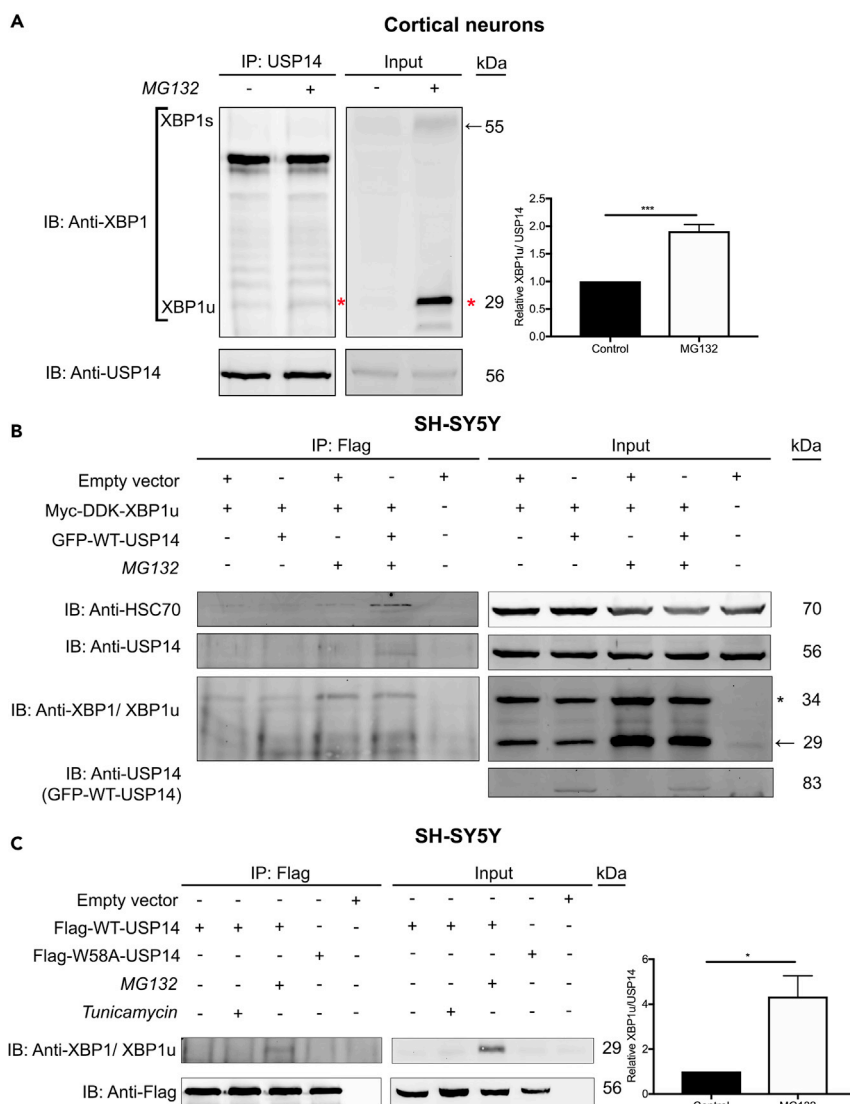 A
Cortical neurons
IP: USP14 Input kDa
MG132 - + - +
XBP1s
←55
IB: Anti-XBP1
XBP1u * * 29
IB: Anti-USP14 56
2.5
2.0
1.5
1.0
0.5
0.0
Relative XBP1u/ USP14
***
Control MG132
B
SH-SY5Y
IP: Flag Input kDa
Empty vector + - + - + + - + - +
Myc-DDK-XBP1u + + + + - + + + + -
GFP-WT-USP14 - + - + - - + - + -
MG132 - - + + - - - + + -
IB: Anti-HSC70 70
IB: Anti-USP14 56
* 34
IB: Anti-XBP1/ XBP1u
← 29
IB: Anti-USP14 83
(GFP-WT-USP14)
C
SH-SY5Y
IP: Flag Input kDa
Empty vector - - - - + - - - - +
Flag-WT-USP14 + + + - - + + + - -
Flag-W58A-USP14 - - - + - - - - + -
MG132 - - + - - - - + - -
Tunicamycin - + - - - - + - - -
IB: Anti-XBP1/ XBP1u 29
IB: Anti-Flag 56
6
4
2
0
Relative XBP1u/USP14
*
Control MG132